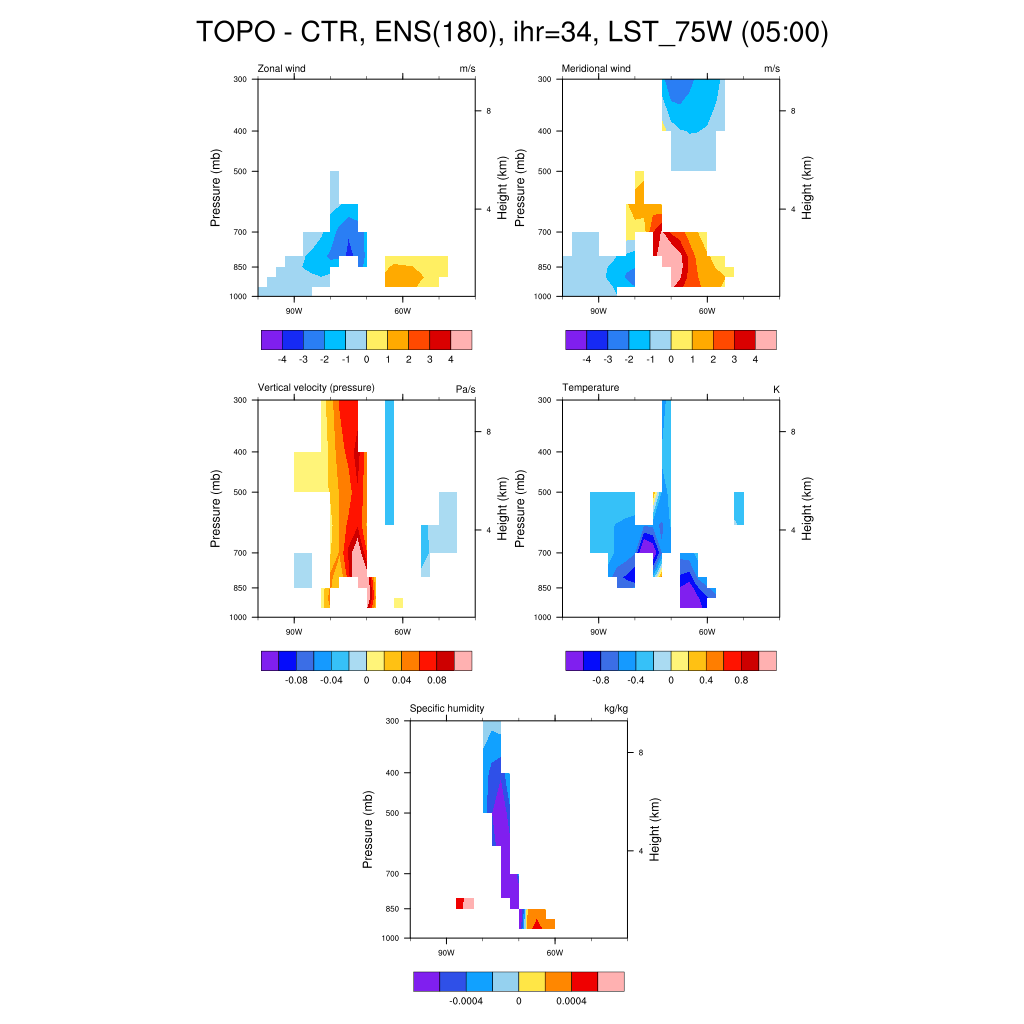 TOPO - CTR, ENS(180), ihr=34, LST_75W (05:00)
Zonal wind m/s
300
400
500
700
850
1000
Pressure (mb)
8
4
Height (km)
90W 60W
-4 -3 -2 -1 0 1 2 3 4
Meridional wind m/s
300
400
500
700
850
1000
Pressure (mb)
8
4
Height (km)
90W 60W
-4 -3 -2 -1 0 1 2 3 4
Vertical velocity (pressure) Pa/s
300
400
500
700
850
1000
Pressure (mb)
8
4
Height (km)
90W 60W
-0.08 -0.04 0 0.04 0.08
Temperature K
300
400
500
700
850
1000
Pressure (mb)
8
4
Height (km)
90W 60W
-0.8 -0.4 0 0.4 0.8
Specific humidity kg/kg
300
400
500
700
850
1000
Pressure (mb)
8
4
Height (km)
90W 60W
-0.0004 0 0.0004